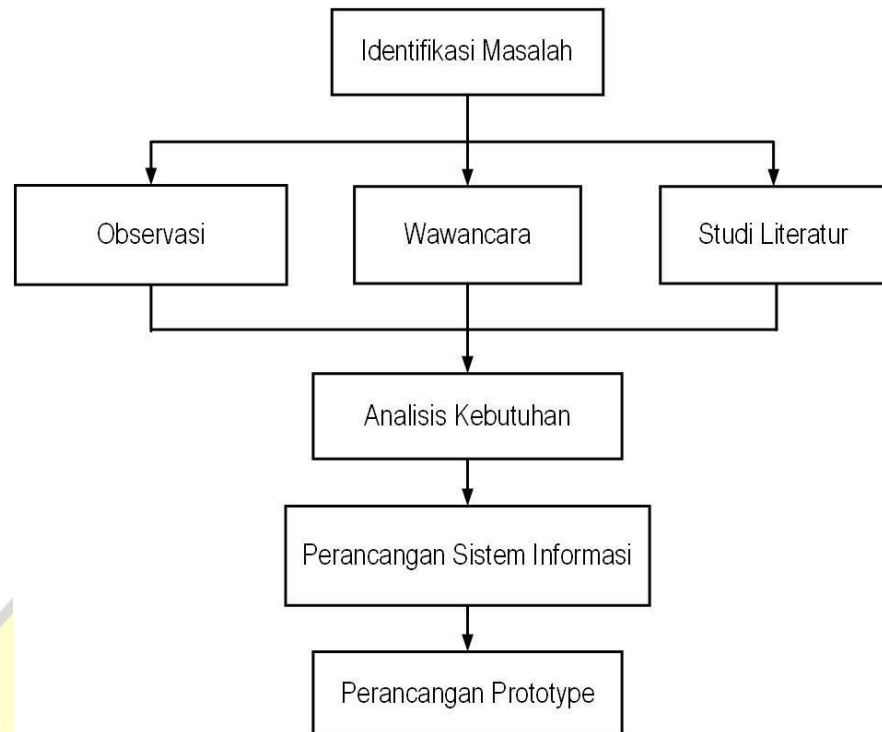 Identifikasi Masalah
Observasi
Wawancara
Studi Literatur
Analisis Kebutuhan
Perancangan Sistem Informasi
Perancangan Prototype